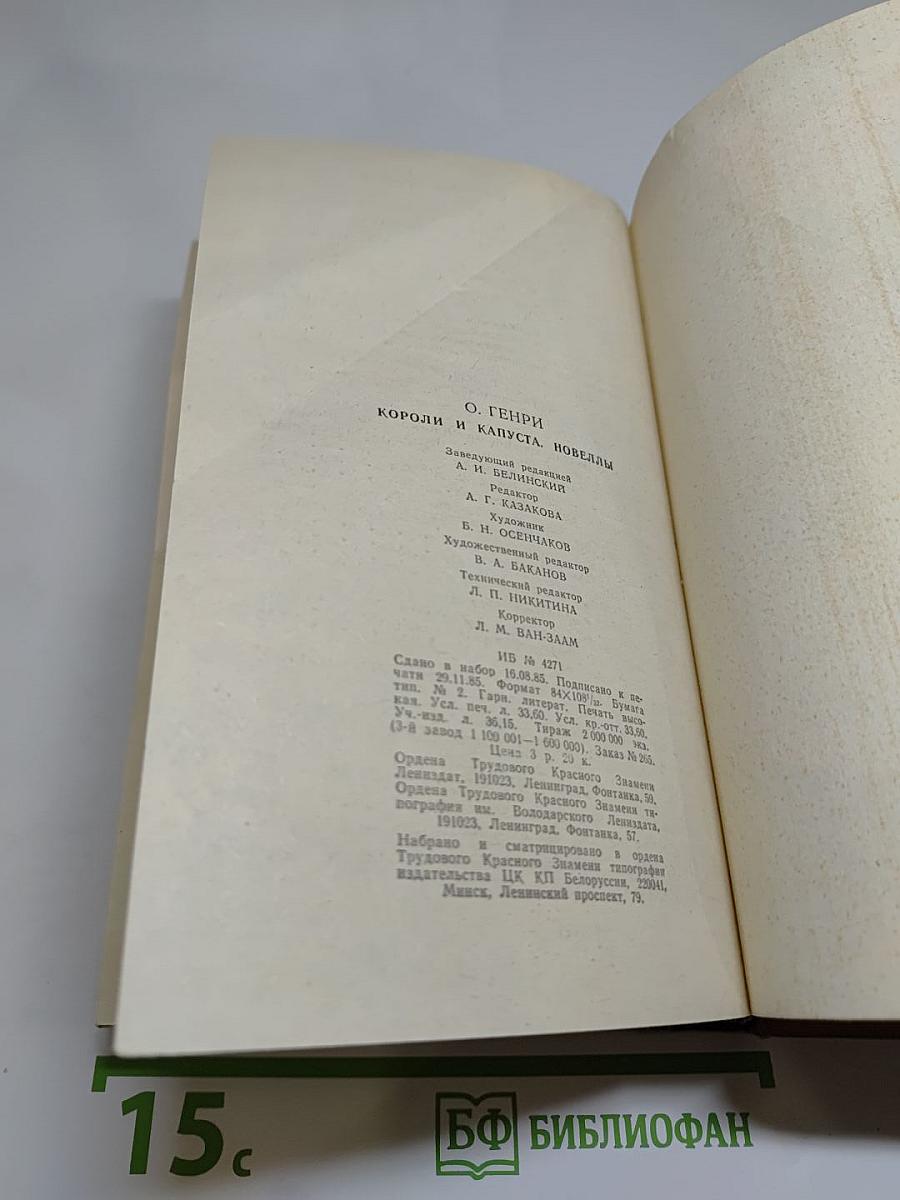 О. ГЕНРИ
КОРОЛИ И КАПУСТА. НОВЕЛЛЫ
Заведующий редакцией
А. И. БЕЛИНСКИЙ
Редактор
А. Г. КАЗАКОВА
Художник
Б. Н. ОСЕНЧАКОВ
Художественный редактор
В. А. БАКАНОВ
Технический редактор
Л. П. НИКИТИНА
Корректор
Л. М. ВАН-ЗААМ
ИБ № 4271
Сдано в набор 16.08.85. Подписано к пе-
чати 29.11.85. Формат 84×108¹/₃₂. Бумага
тип. № 2. Гарн. литерат. Печать высо-
кая. Усл. печ. л. 33,60. Усл. кр.-отт. 33,60.
Уч.-изд. л. 36,15. Тираж 2 000 000 экз.
(3-й завод 1 100 001—1 600 000). Заказ № 265.
Цена 3 р. 20 к.
Ордена Трудового Красного Знамени
Лениздат, 191023, Ленинград, Фонтанка, 59.
Ордена Трудового Красного Знамени ти-
пография им. Володарского Лениздата,
191023, Ленинград, Фонтанка, 57.
Набрано и сматрицировано в ордена
Трудового Красного Знамени типографии
издательства ЦК КП Белоруссии, 220041,
Минск, Ленинский проспект, 79.
15 с
БФ БИБЛИОФАН